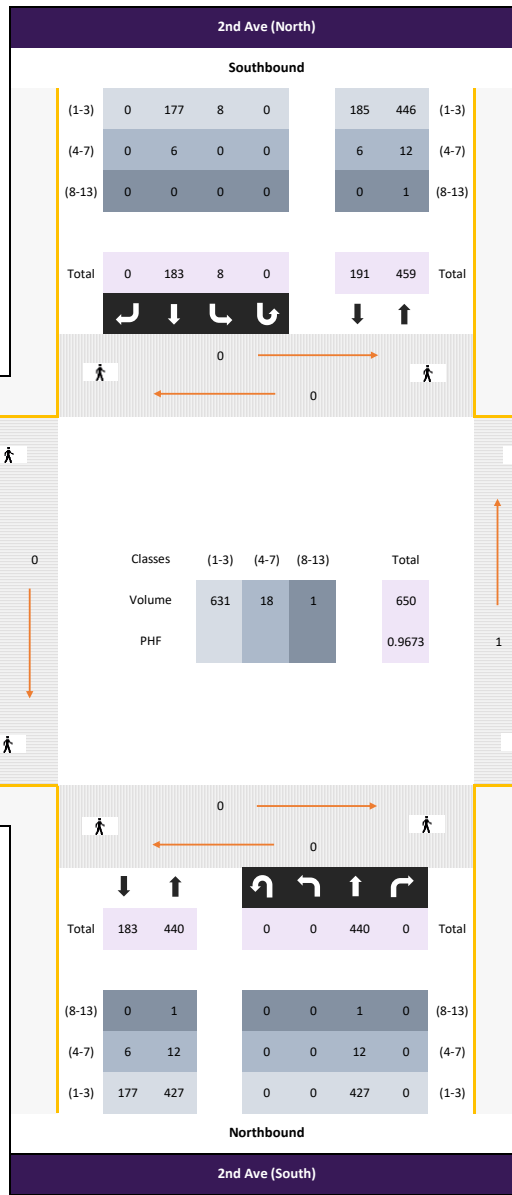 2nd Ave (North)
Southbound
(1-3) 0 177 8 0 185 446 (1-3)
(4-7) 0 6 0 0 6 12 (4-7)
(8-13) 0 0 0 0 0 1 (8-13)
Total 0 183 8 0 191 459 Total
0
0
0
Classes (1-3) (4-7) (8-13) Total
Volume 631 18 1 650
PHF 0.9673
1
0
0
Total 183 440 0 0 440 0 Total
(8-13) 0 1 0 0 1 0 (8-13)
(4-7) 6 12 0 0 12 0 (4-7)
(1-3) 177 427 0 0 427 0 (1-3)
Northbound
2nd Ave (South)